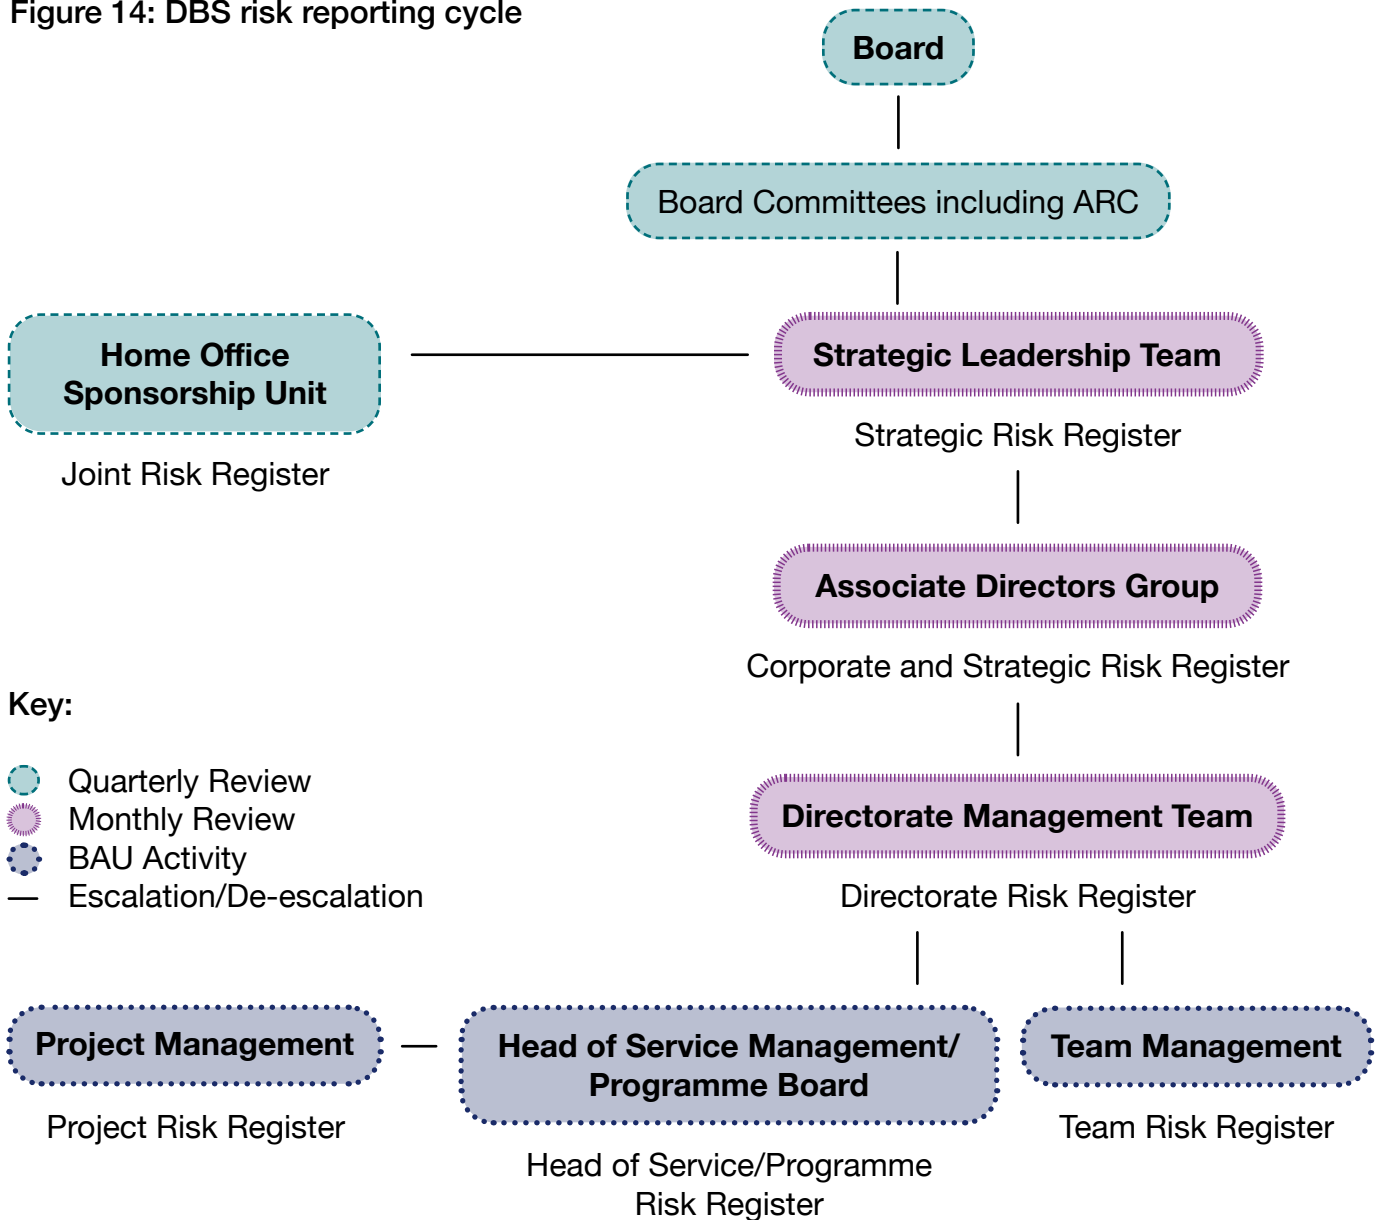 Figure 14: DBS risk reporting cycle
Board
Board Committees including ARC
Home Office
Sponsorship Unit
Joint Risk Register
Strategic Leadership Team
Strategic Risk Register
Associate Directors Group
Corporate and Strategic Risk Register
Key:
Quarterly Review
Monthly Review
BAU Activity
Escalation/De-escalation
Directorate Management Team
Directorate Risk Register
Project Management
Project Risk Register
Head of Service Management/
Programme Board
Head of Service/Programme
Risk Register
Team Management
Team Risk Register